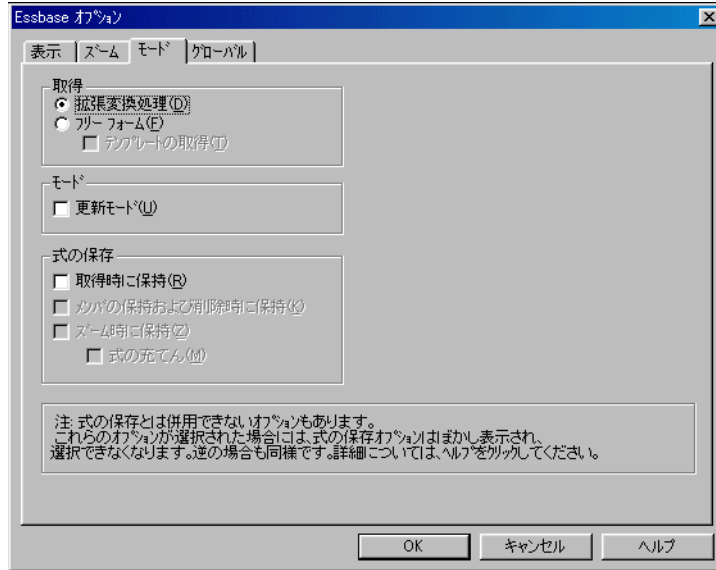 Essbase ｵﾌﾟｼｮﾝ
表示
ｽﾞｰﾑ
ﾓｰﾄﾞ
ｸﾞﾛｰﾊﾞﾙ
取得
拡張変換処理(D)
ﾌﾘｰ ﾌｫｰﾑ(F)
ﾃﾝﾌﾟﾚｰﾄの取得(T)
ﾓｰﾄﾞ
更新ﾓｰﾄﾞ(U)
式の保存
取得時に保持(R)
ﾒﾝﾊﾞの保持および削除時に保持(K)
ｽﾞｰﾑ時に保持(Z)
式の充てん(M)
注: 式の保存とは併用できないｵﾌﾟｼｮﾝもあります。
これらのｵﾌﾟｼｮﾝが選択された場合には、式の保存ｵﾌﾟｼｮﾝはぼかし表示され、
選択できなくなります。逆の場合も同様です。詳細については、ﾍﾙﾌﾟをｸﾘｯｸしてください。
OK
キャンセル
ヘルプ